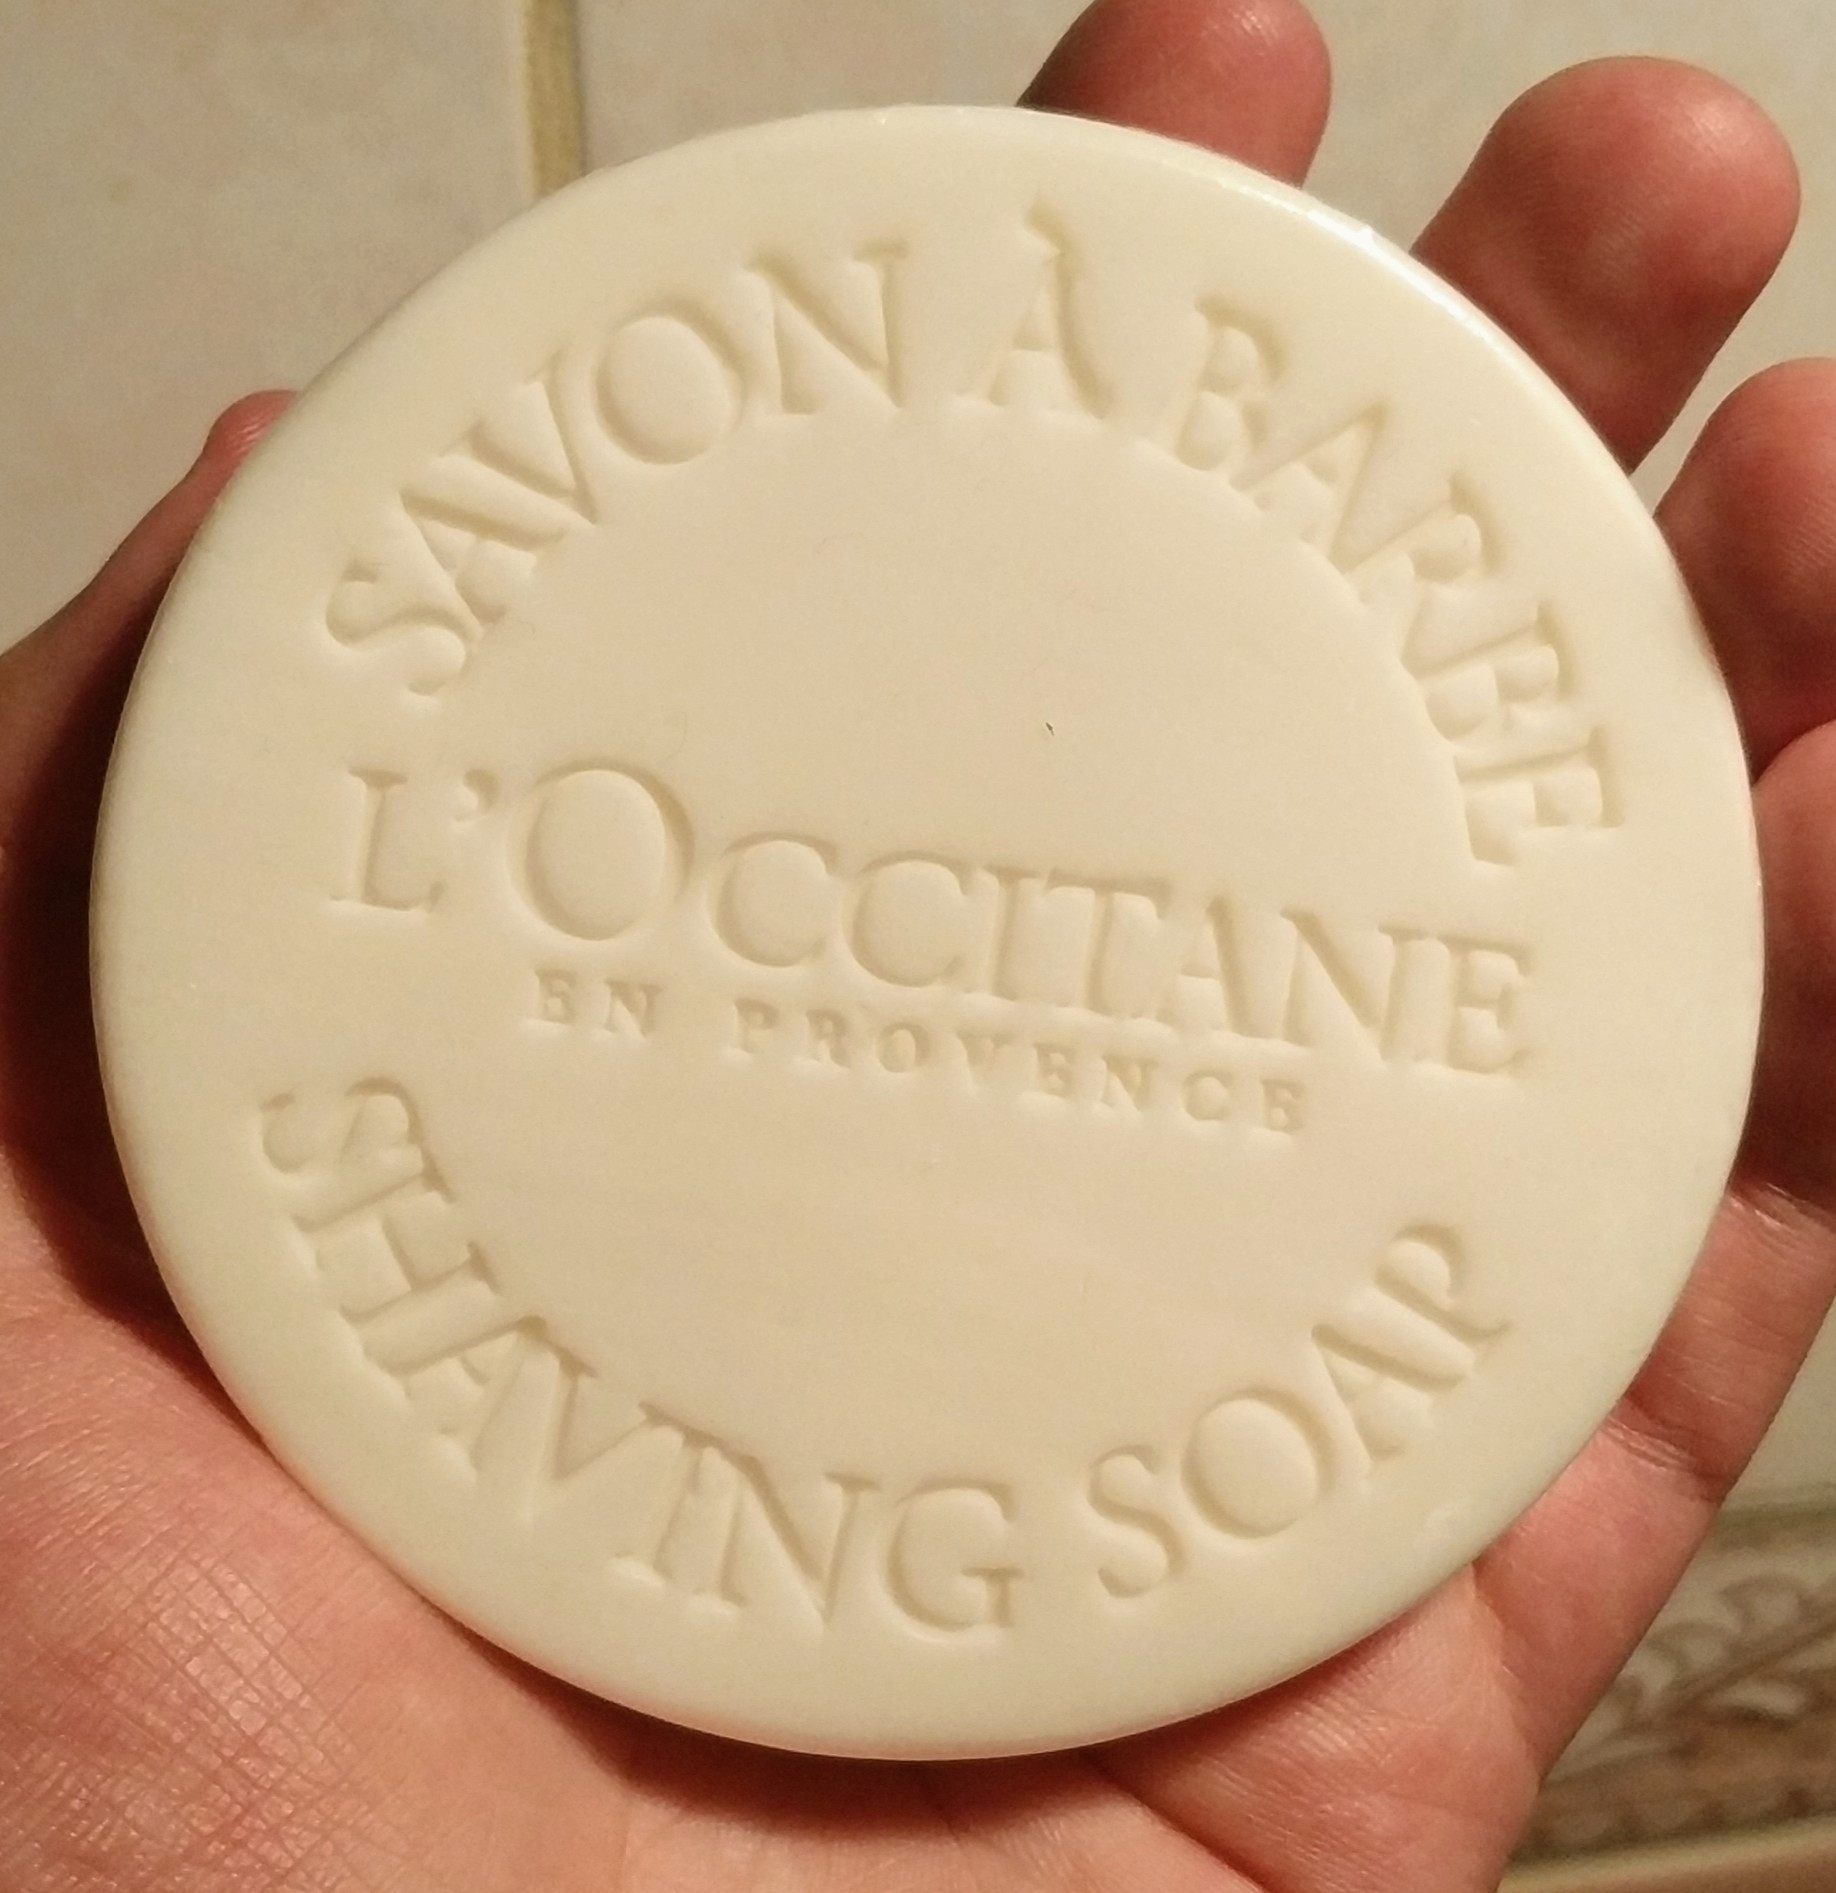 SAVON À BARBE
L'OCCITANE
EN PROVENCE
SHAVING SOAP